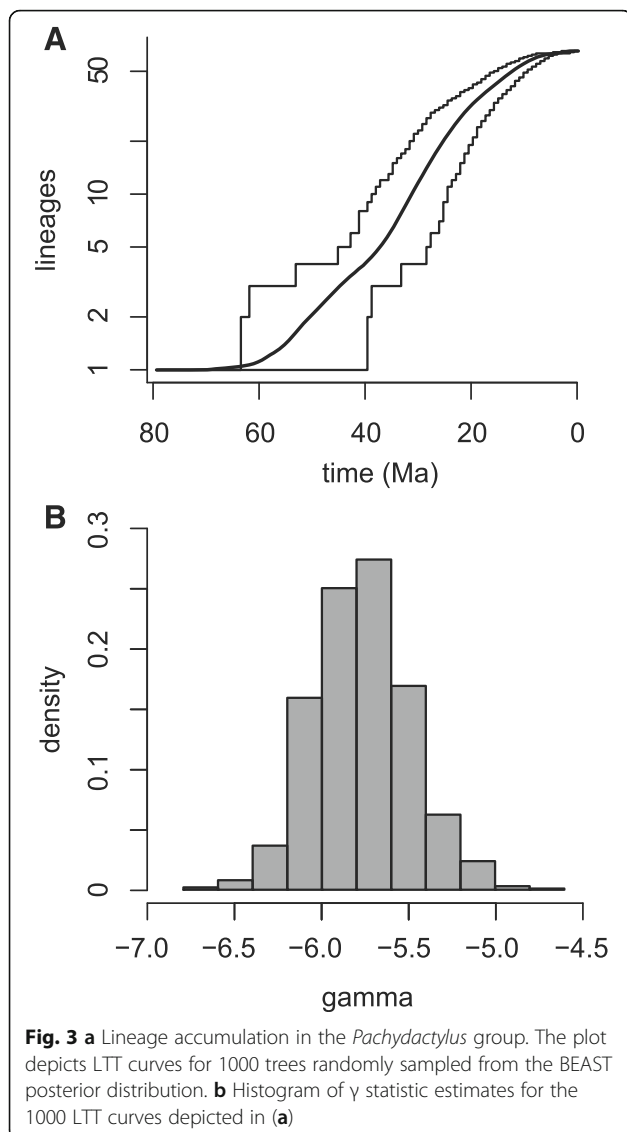 A
50
10
5
2
1
lineages
80 60 40 20 0
time (Ma)
B
0.3
0.2
0.1
0
density
−7.0 −6.5 −6.0 −5.5 −5.0 −4.5
gamma
Fig. 3 a Lineage accumulation in the Pachydactylus group. The plot
depicts LTT curves for 1000 trees randomly sampled from the BEAST
posterior distribution. b Histogram of γ statistic estimates for the
1000 LTT curves depicted in (a)